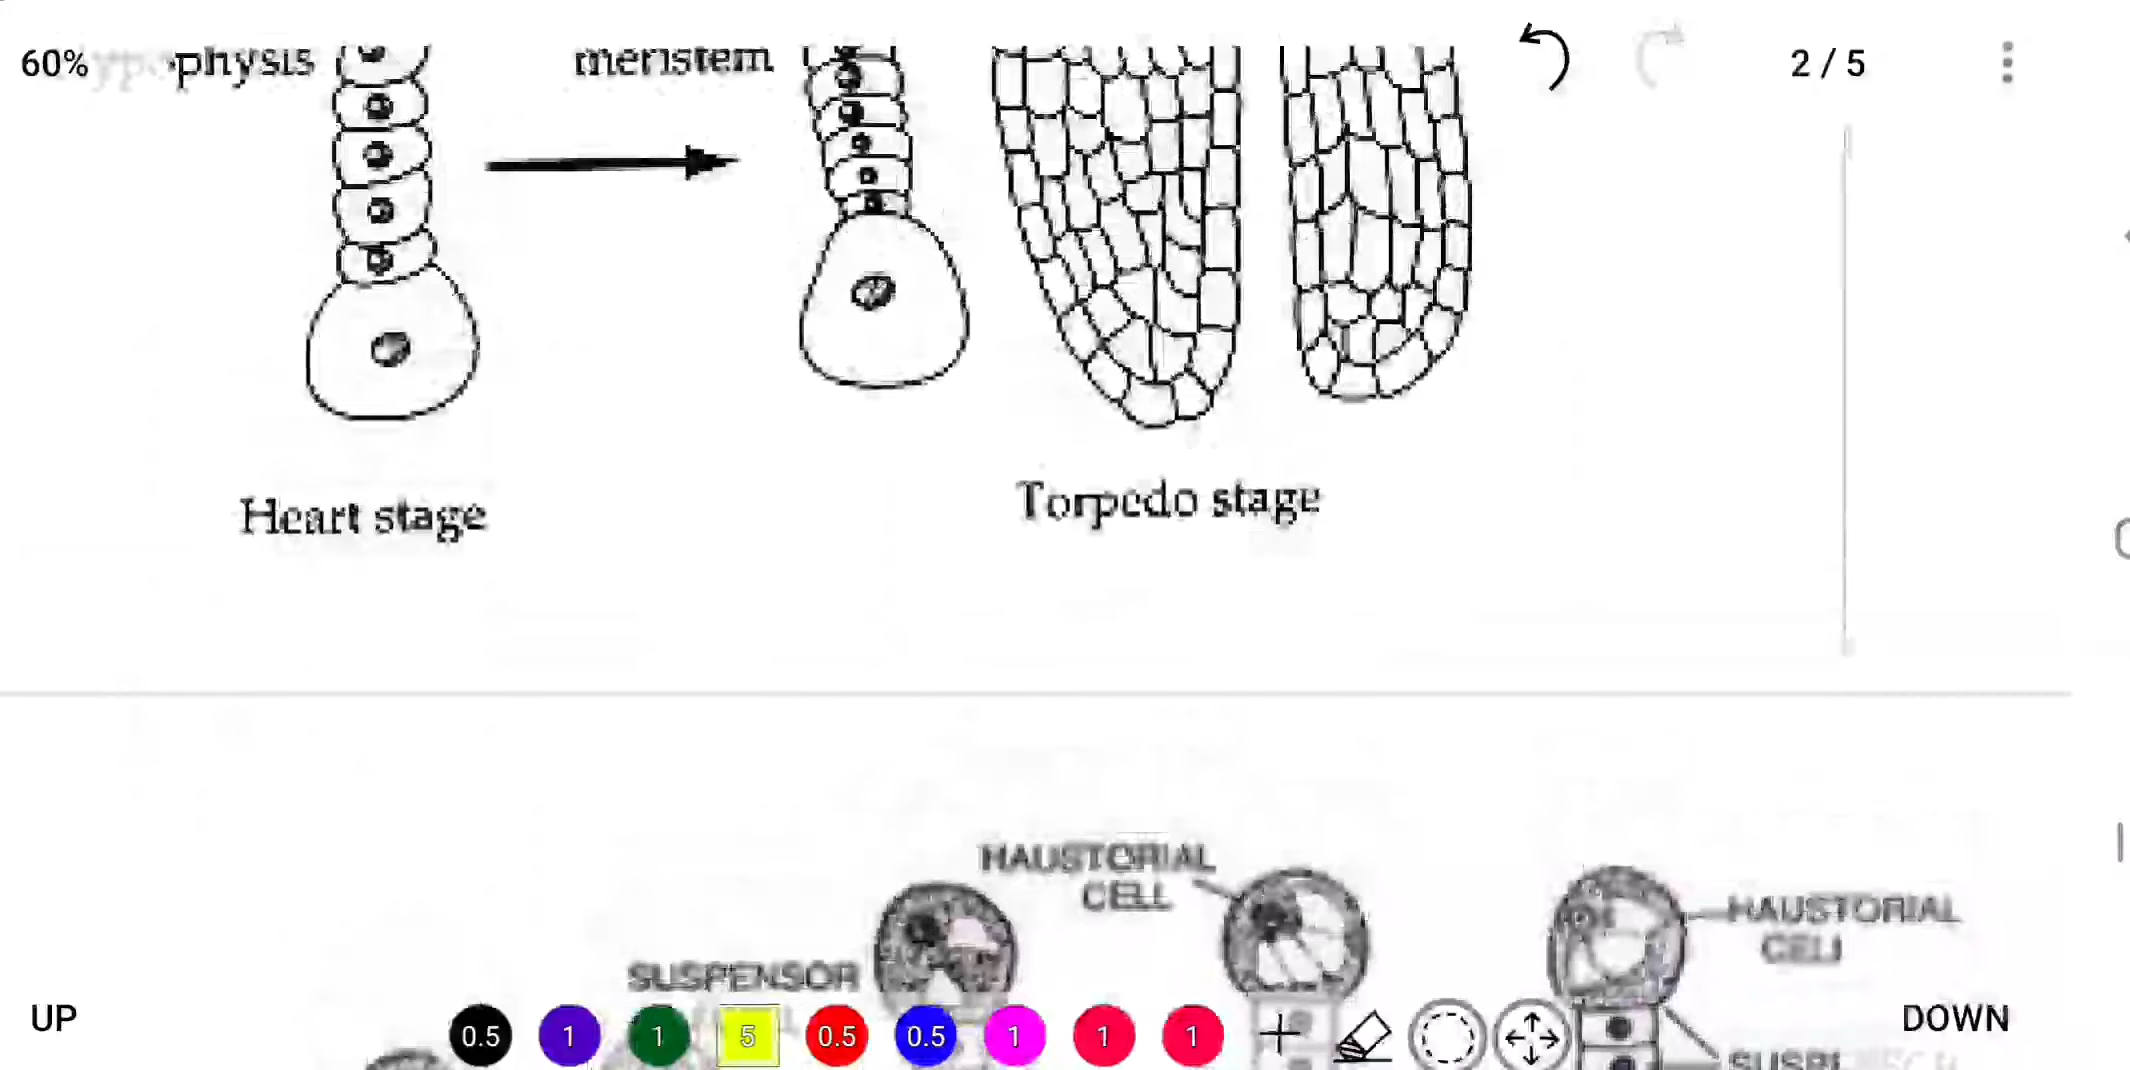 60%
physis
meristem
2 / 5
Heart stage
Torpedo stage
HAUSTORIAL
CELL
HAUSTORIAL
CELL
SUSPENSOR
UP
0.5 1 1 5 0.5 0.5 1 1 1
DOWN